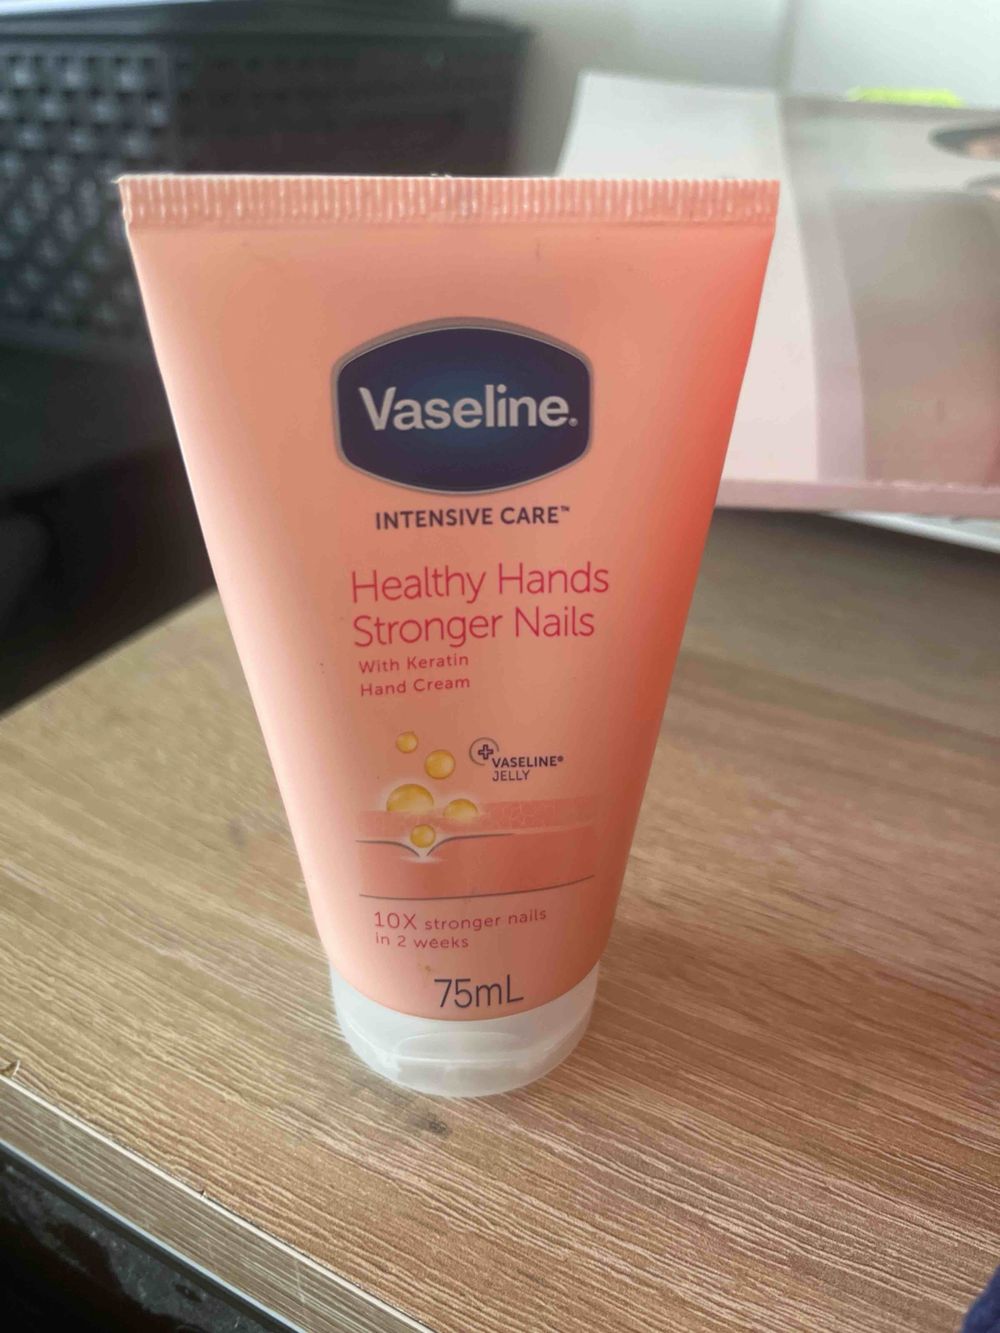 Vaseline®
INTENSIVE CARE™
Healthy Hands
Stronger Nails
With Keratin
Hand Cream
VASELINE®
JELLY
10X stronger nails
in 2 weeks
75mL